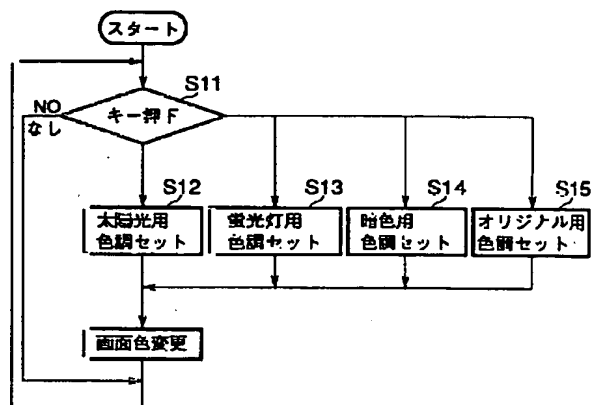 スタート
S11
キー押下
NO
なし
S12
太陽光用
色調セット
S13
蛍光灯用
色調セット
S14
暗色用
色調セット
S15
オリジナル用
色調セット
画面色変更